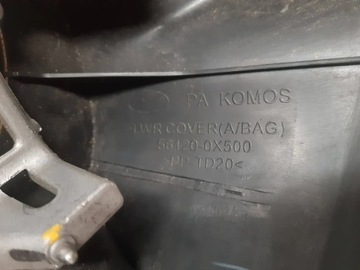 PA KOMOS
LWR COVER(A/BAG)
56120-0X500
>PP-TD20<